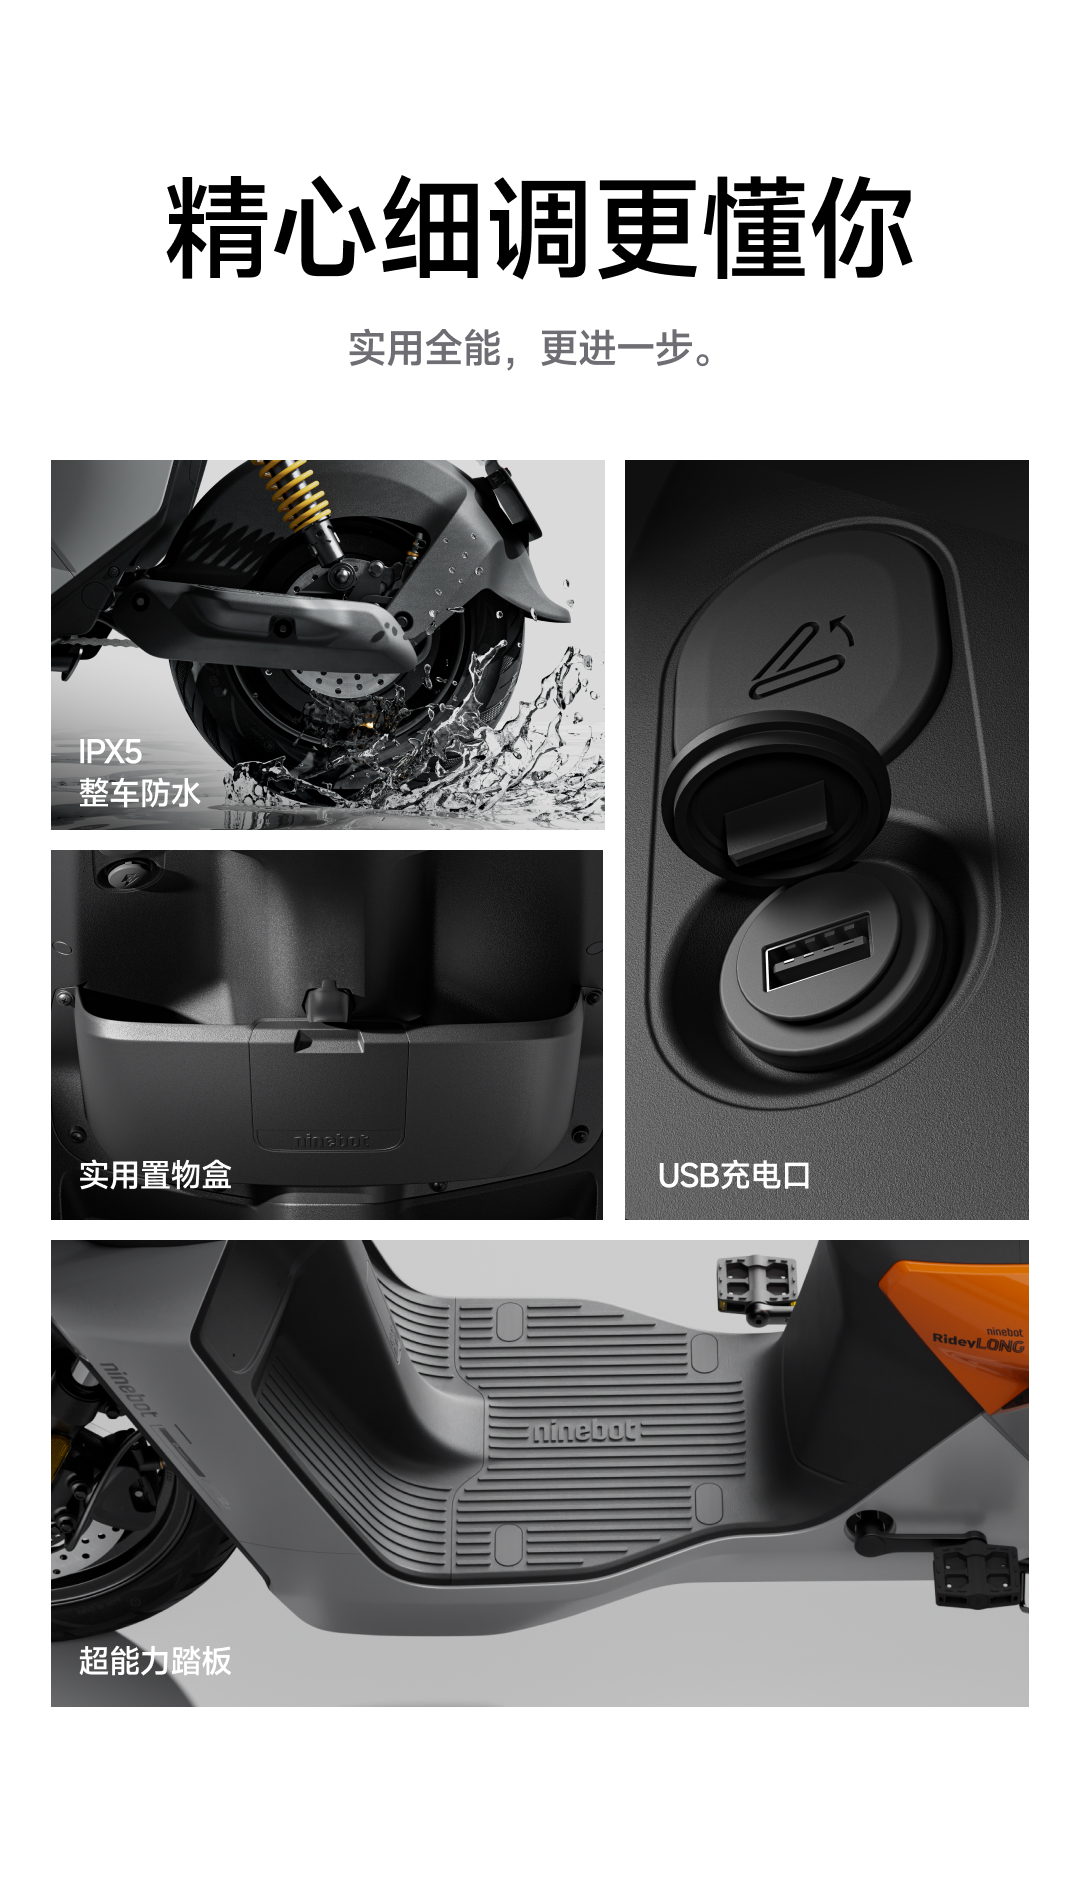 精心细调更懂你
实用全能，更进一步。
IPX5
整车防水
ninebot
实用置物盒
USB充电口
ninebot
RideyLONG
ninebot
ninebot
超能力踏板